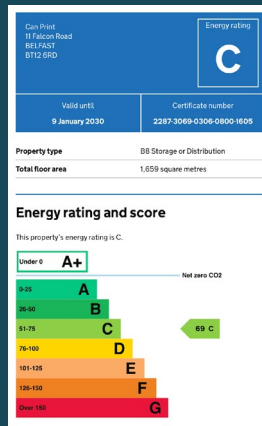 Can Print
11 Falcon Road
BELFAST
BT12 6RD
Energy rating
C
Valid until
9 January 2030
Certificate number
2287-3069-0306-0800-1605
Property type
B8 Storage or Distribution
Total floor area
1,659 square metres
Energy rating and score
This property's energy rating is C.
Under 0 A+
Net zero CO2
0-25 A
26-50 B
51-75 C 69 C
76-100 D
101-125 E
126-150 F
Over 150 G